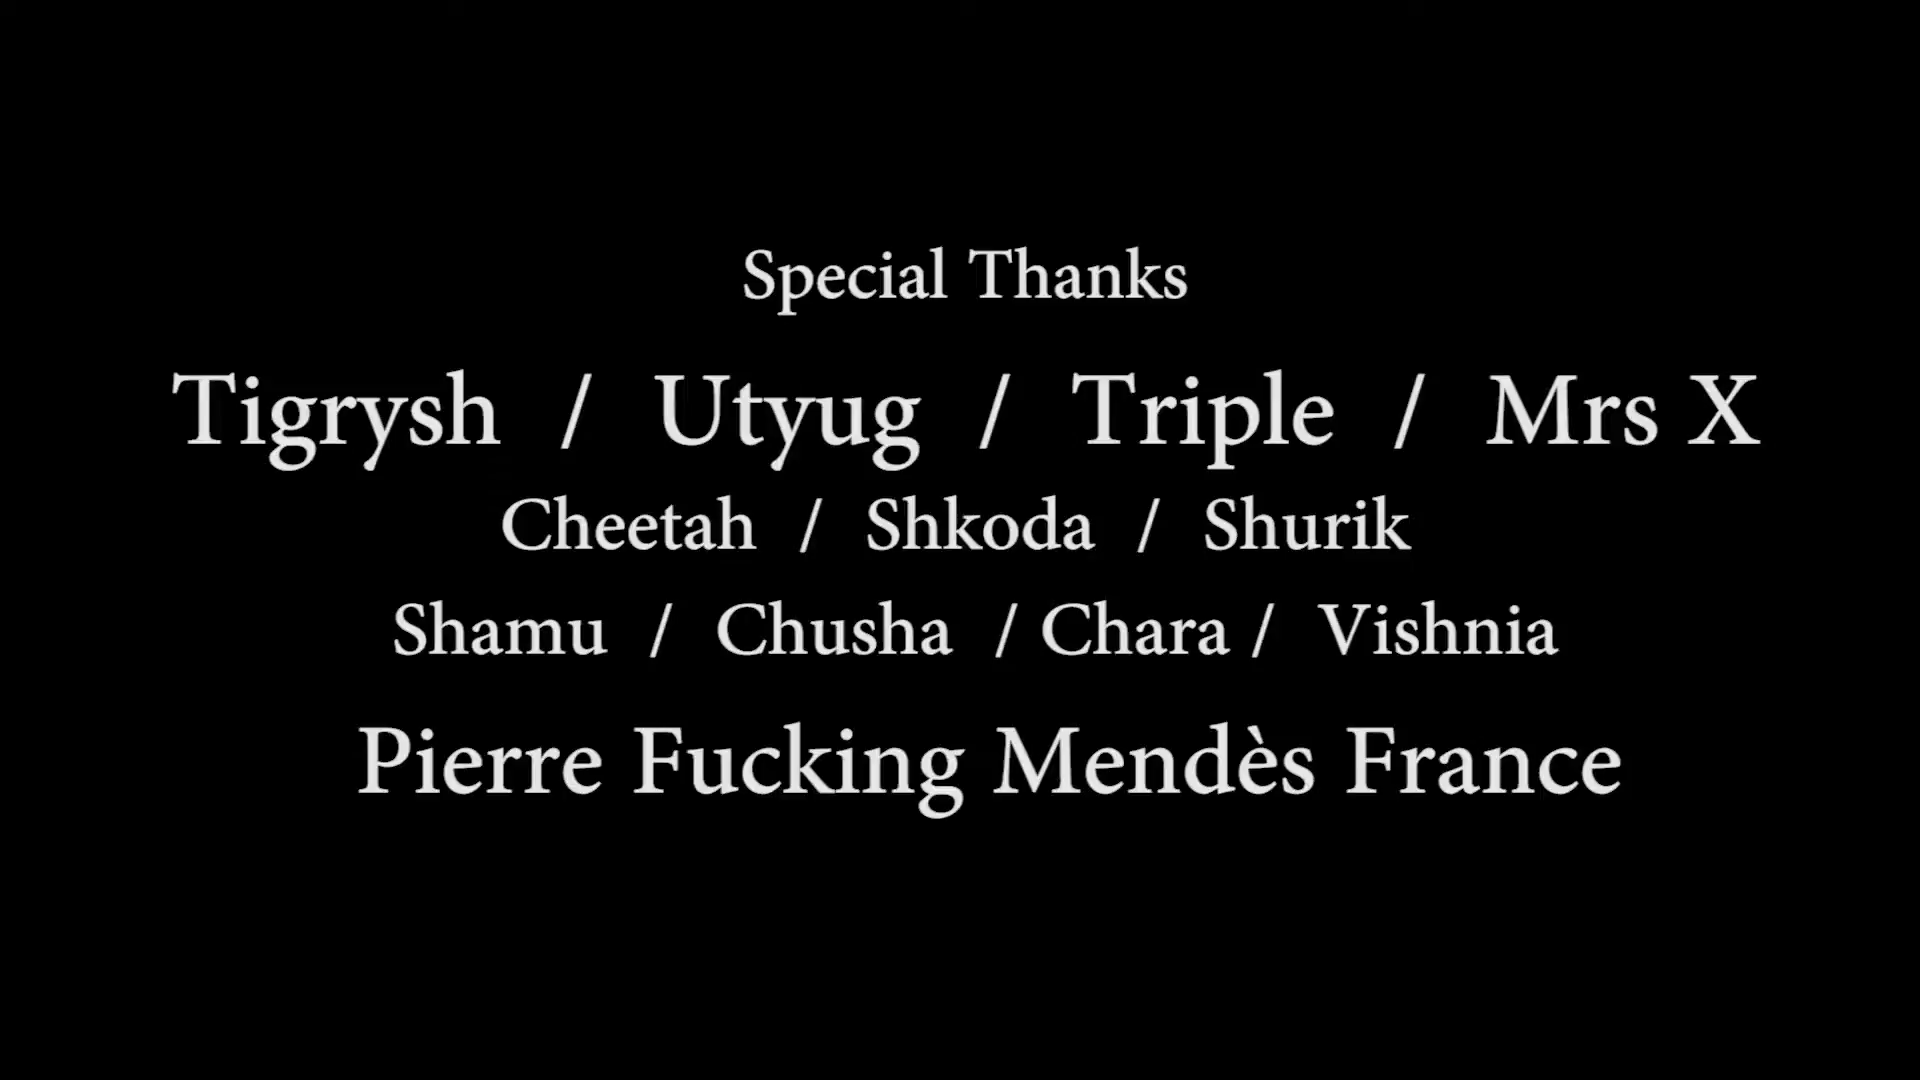 Special Thanks
Tigrysh / Utyug / Triple / Mrs X
Cheetah / Shkoda / Shurik
Shamu / Chusha / Chara / Vishnia
Pierre Fucking Mendès France